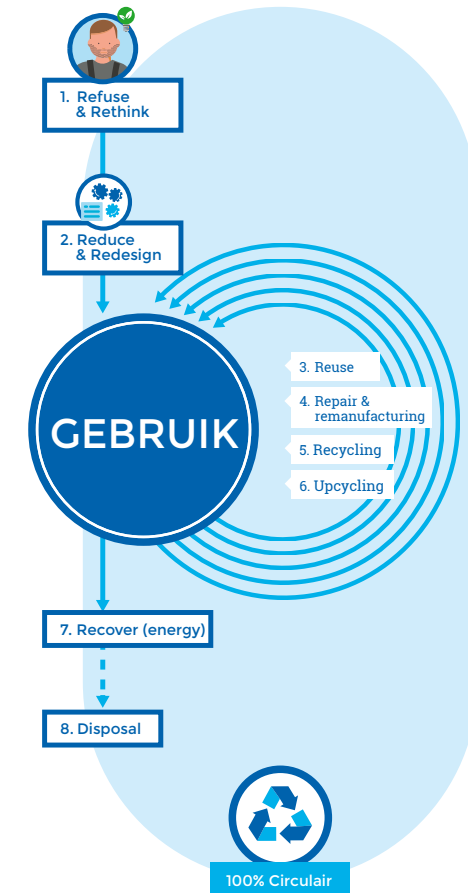 1. Refuse
& Rethink
2. Reduce
& Redesign
GEBRUIK
3. Reuse
4. Repair &
remanufacturing
5. Recycling
6. Upcycling
7. Recover (energy)
8. Disposal
100% Circulair